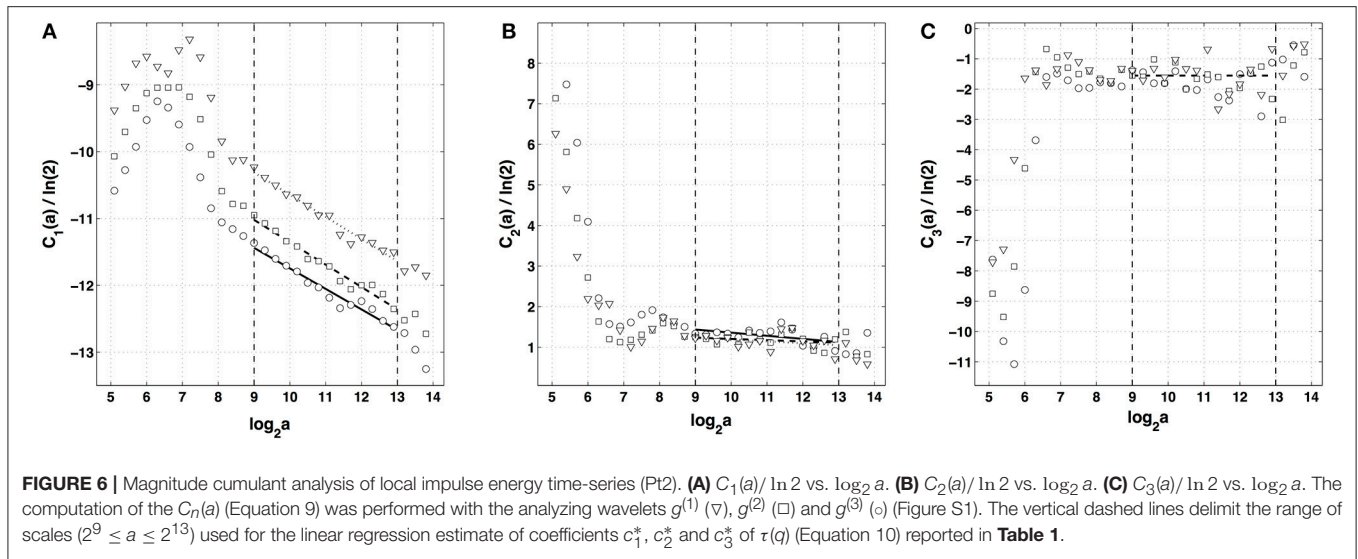 A
B
C
C₁(a) / ln(2)
-9
-10
-11
-12
-13
5 6 7 8 9 10 11 12 13 14
log₂a
C₂(a) / ln(2)
8
7
6
5
4
3
2
1
5 6 7 8 9 10 11 12 13 14
log₂a
C₃(a) / ln(2)
0
-1
-2
-3
-4
-5
-6
-7
-8
-9
-10
-11
5 6 7 8 9 10 11 12 13 14
log₂a
FIGURE 6 | Magnitude cumulant analysis of local impulse energy time-series (Pt2). (A) C₁(a)/ ln 2 vs. log₂ a. (B) C₂(a)/ ln 2 vs. log₂ a. (C) C₃(a)/ ln 2 vs. log₂ a. The
computation of the Cₙ(a) (Equation 9) was performed with the analyzing wavelets g⁽¹⁾ (▽), g⁽²⁾ (□) and g⁽³⁾ (○) (Figure S1). The vertical dashed lines delimit the range of
scales (2⁹ ≤ a ≤ 2¹³) used for the linear regression estimate of coefficients c₁*, c₂* and c₃* of τ(q) (Equation 10) reported in Table 1.